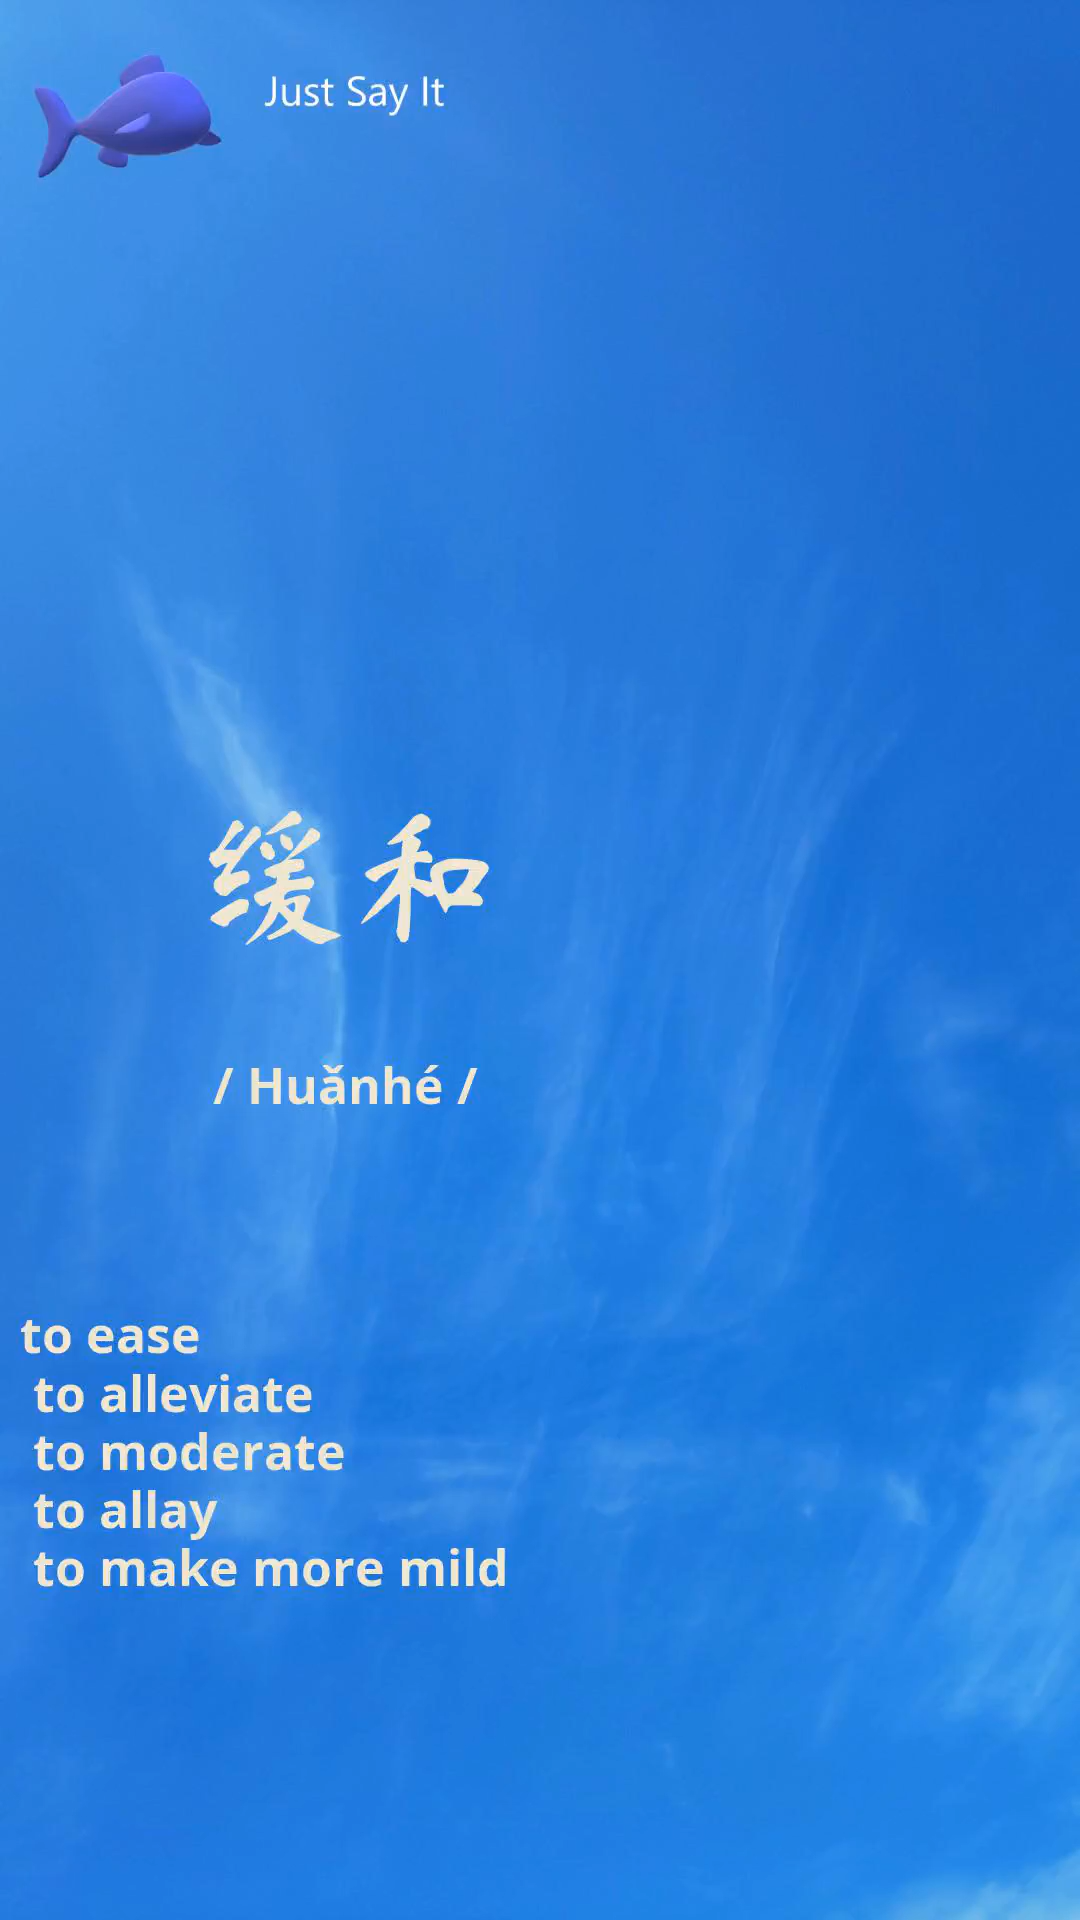 Just Say It
缓和
/ Huǎnhé /
to ease
to alleviate
to moderate
to allay
to make more mild